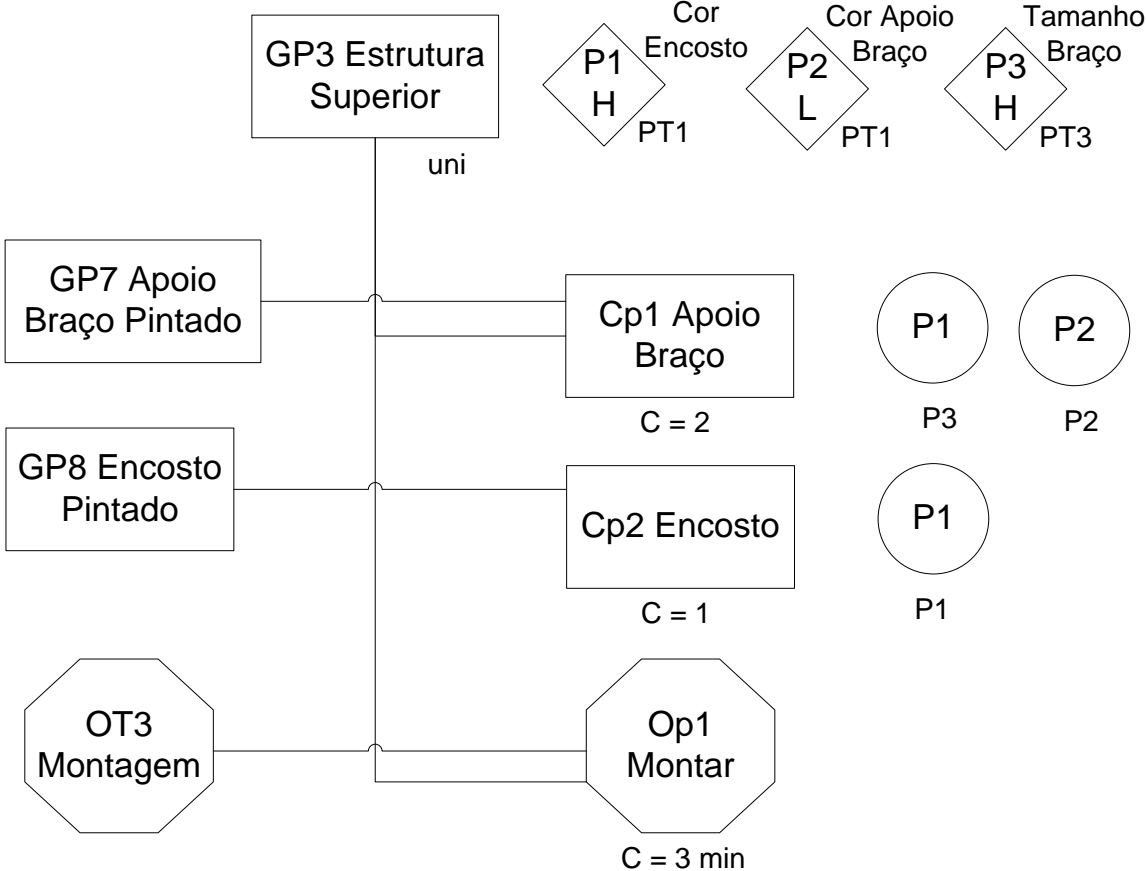 GP3 Estrutura
Superior
uni
Cor
Encosto
P1
H
PT1
Cor Apoio
Braço
P2
L
PT1
Tamanho
Braço
P3
H
PT3
GP7 Apoio
Braço Pintado
Cp1 Apoio
Braço
C = 2
P1
P3
P2
P2
GP8 Encosto
Pintado
Cp2 Encosto
C = 1
P1
P1
OT3
Montagem
Op1
Montar
C = 3 min